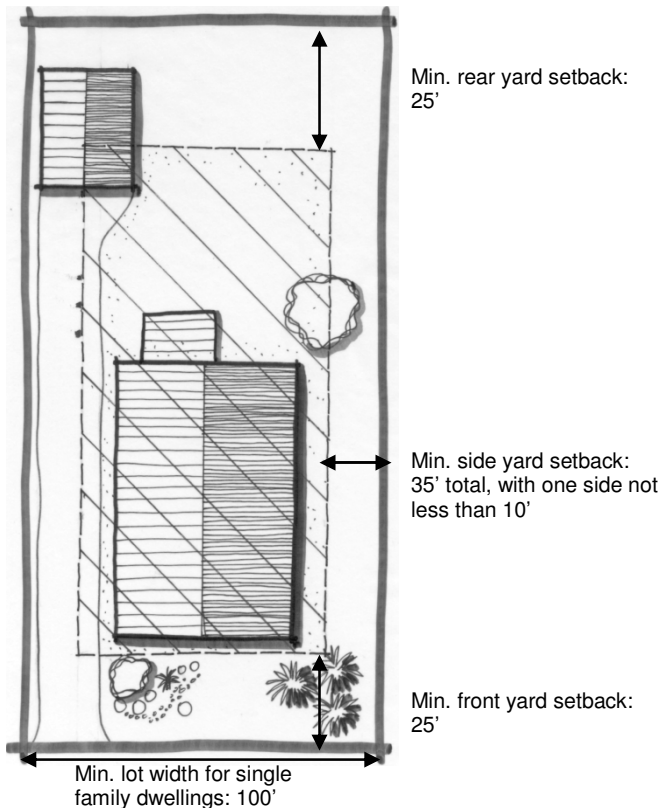 Min. rear yard setback:
25’
Min. side yard setback:
35’ total, with one side not
less than 10’
Min. front yard setback:
25’
Min. lot width for single
family dwellings: 100’